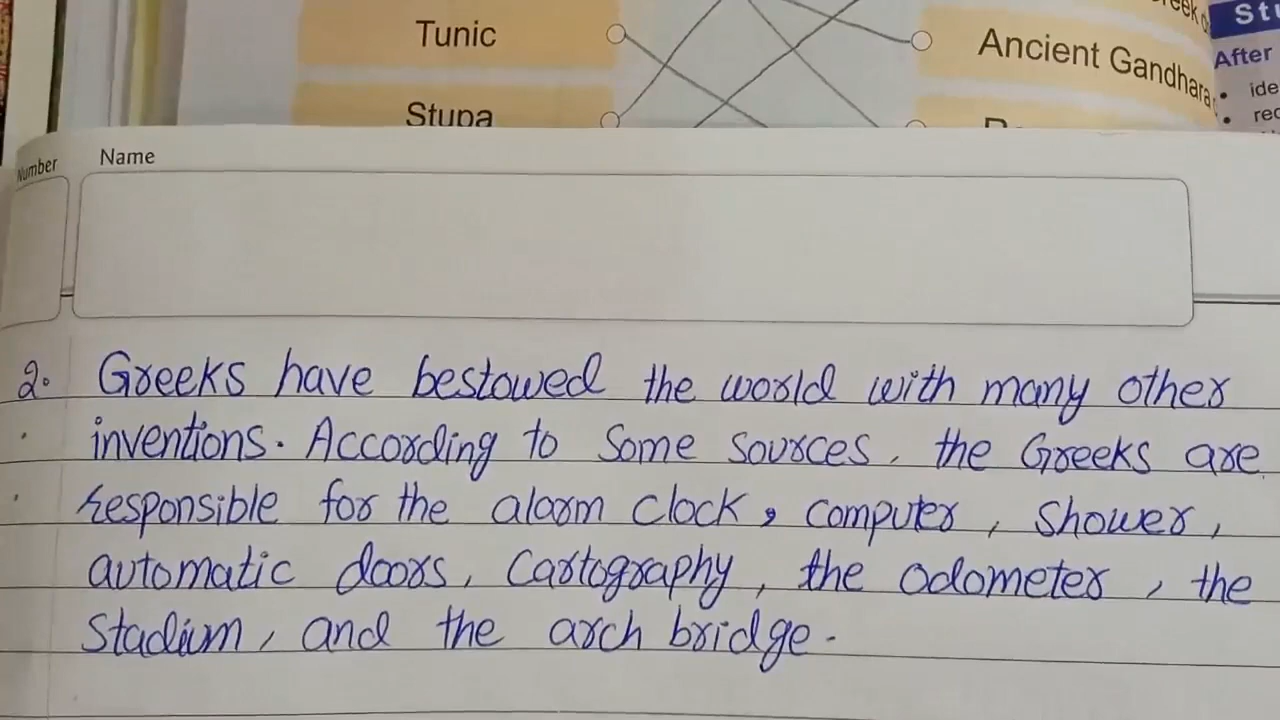 Tunic
Ancient Gandhara
Stupa
Stu
After
ide
rec
Number
Name
2. Greeks have bestowed the world with many other
inventions. According to Some sources, the Greeks are
responsible for the alarm clock, computer, Shower,
automatic doors, Cartography, the odometer, the
Stadium, and the arch bridge.